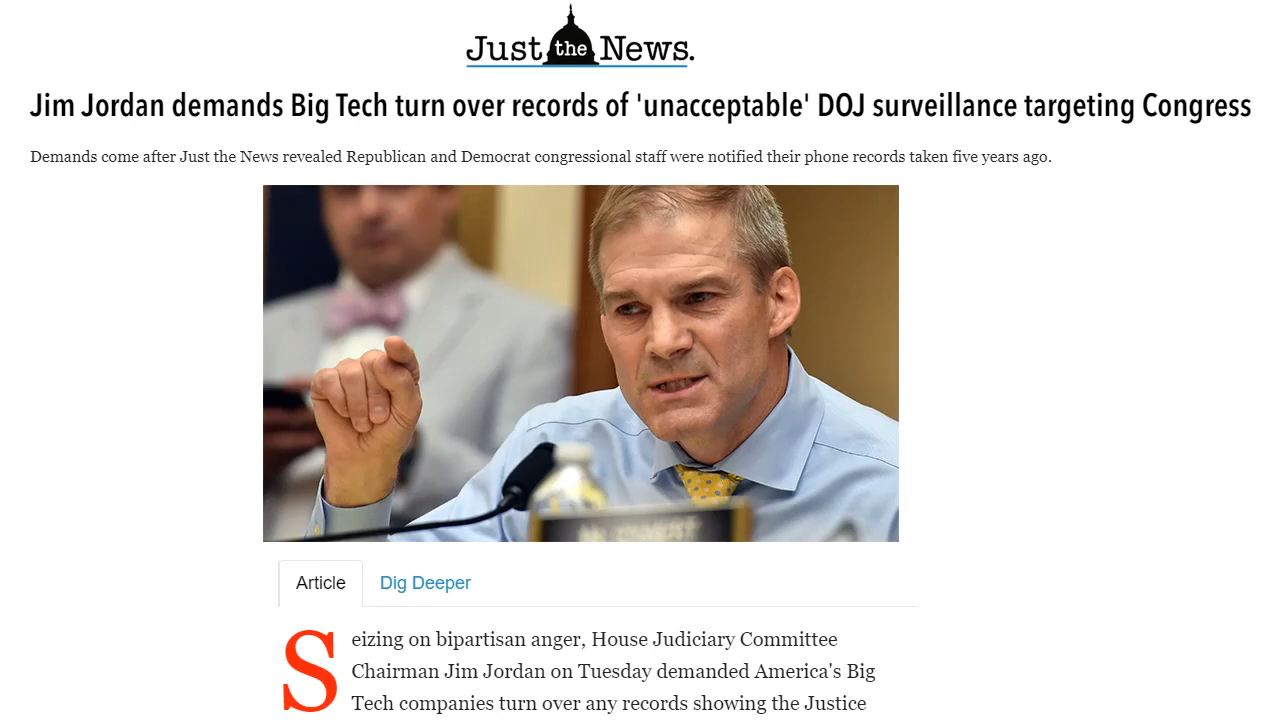 Just the News.
Jim Jordan demands Big Tech turn over records of 'unacceptable' DOJ surveillance targeting Congress
Demands come after Just the News revealed Republican and Democrat congressional staff were notified their phone records taken five years ago.
Article Dig Deeper
Seizing on bipartisan anger, House Judiciary Committee
Chairman Jim Jordan on Tuesday demanded America's Big
Tech companies turn over any records showing the Justice